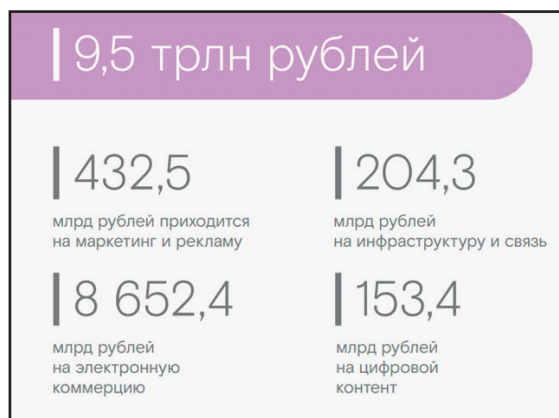 9,5 трлн рублей
432,5
млрд рублей приходится
на маркетинг и рекламу
204,3
млрд рублей
на инфраструктуру и связь
8 652,4
млрд рублей
на электронную
коммерцию
153,4
млрд рублей
на цифровой
контент